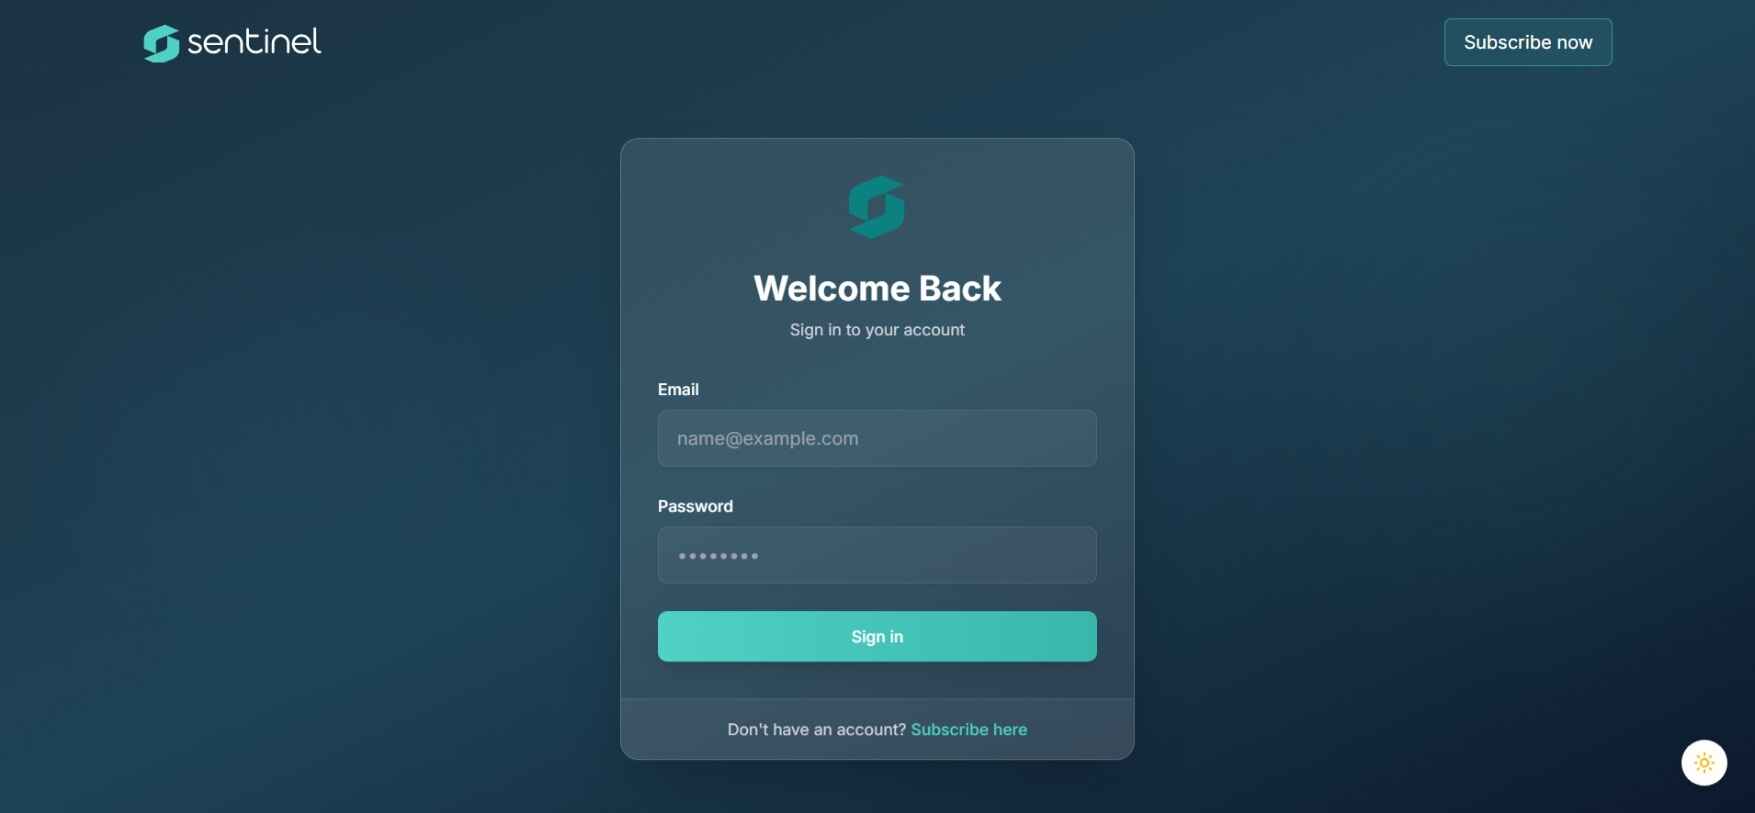 sentinel
Subscribe now
Welcome Back
Sign in to your account
Email
name@example.com
Password
••••••••
Sign in
Don't have an account? Subscribe here